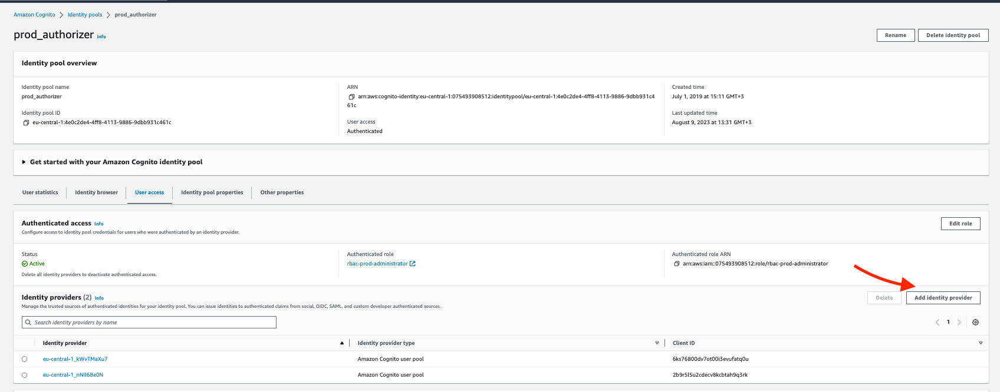 Amazon Cognito > Identity pools > prod_authorizer
prod_authorizer Info
Rename
Delete identity pool
Identity pool overview
Identity pool name
prod_authorizer
Identity pool ID
eu-central-1:4e0c2de4-4ff8-4113-9886-9dbb931c461c
ARN
arn:aws:cognito-identity:eu-central-1:075493908512:identitypool/eu-central-1:4e0c2de4-4ff8-4113-9886-9dbb931c4
61c
User access
Authenticated
Created time
July 1, 2019 at 15:11 GMT+3
Last updated time
August 9, 2023 at 13:31 GMT+3
Get started with your Amazon Cognito identity pool
User statistics
Identity browser
User access
Identity pool properties
Other properties
Authenticated access Info
Configure access to identity pool credentials for users who were authenticated by an identity provider.
Edit role
Status
Active
Delete all identity providers to deactivate authenticated access.
Authenticated role
rbac-prod-administrator
Authenticated role ARN
arn:aws:iam::075493908512:role/rbac-prod-administrator
Identity providers (2) Info
Manage the trusted sources of authenticated identities for your identity pool. You can issue identities to authenticated claims from social, OIDC, SAML, and custom developer authenticated sources.
Delete
Add identity provider
Search identity providers by name
1
Identity provider
Identity provider type
Client ID
eu-central-1_kWvTMaXu7
Amazon Cognito user pool
6ks76800dv7ot00i3evufatq0u
eu-central-1_nNIl6Be0N
Amazon Cognito user pool
2b9r5l5u2cdecv8kcbtah9q3rk